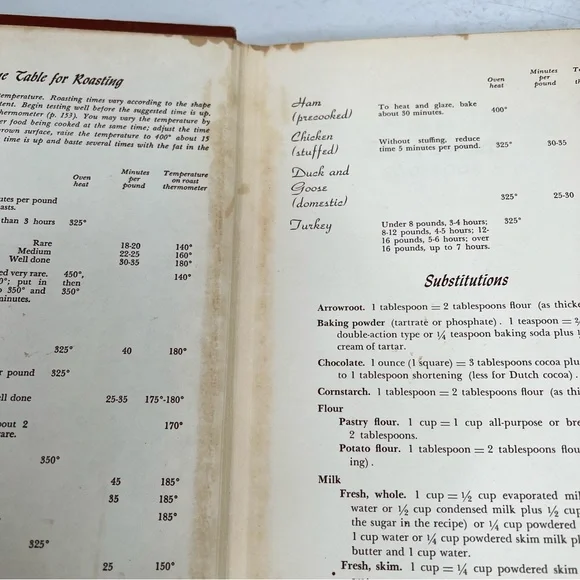 Table for Roasting
temperature. Roasting times vary according to the shape
tent. Begin testing well before the suggested time is up.
thermometer (p. 153). You may vary the temperature by
er food being cooked at the same time; adjust the time
rown surface, raise the temperature to 400° about 15
time is up and baste several times with the fat in the
Oven heat
Minutes per pound
Temperature on roast thermometer
utes per pound
asts.
than 3 hours 325°
Rare 18-20 140°
Medium 22-25 160°
Well done 30-35 180°
ed very rare. 450°, 140°
0°; put in then
350° and 350°
minutes.
325° 40 180°
r pound 325°
ll done 25-35 175°-180°
bout 2 170°
are.
350°
45 185°
35 185°
185°
325°
25 150°
Oven heat
Minutes per pound
Ham (precooked) To heat and glaze, bake about 30 minutes. 400°
Chicken (stuffed) Without stuffing, reduce time 5 minutes per pound. 325° 30-35
Duck and Goose (domestic) 325° 25-30
Turkey Under 8 pounds, 3-4 hours; 325°
8-12 pounds, 4-5 hours; 12-
16 pounds, 5-6 hours; over
16 pounds, up to 7 hours.
Substitutions
Arrowroot. 1 tablespoon = 2 tablespoons flour (as thicke
Baking powder (tartrate or phosphate). 1 teaspoon =
double-action type or ¼ teaspoon baking soda plus
cream of tartar.
Chocolate. 1 ounce (1 square) = 3 tablespoons cocoa plu
to 1 tablespoon shortening (less for Dutch cocoa).
Cornstarch. 1 tablespoon = 2 tablespoons flour (as thi
Flour
Pastry flour. 1 cup = 1 cup all-purpose or bre
2 tablespoons.
Potato flour. 1 tablespoon = 2 tablespoons flou
ing).
Milk
Fresh, whole. 1 cup = ½ cup evaporated mil
water or ½ cup condensed milk plus ½ cup
the sugar in the recipe) or ¼ cup powdered
1 cup water or ¼ cup powdered skim milk pl
butter and 1 cup water.
Fresh, skim. 1 cup = ¼ cup powdered skim